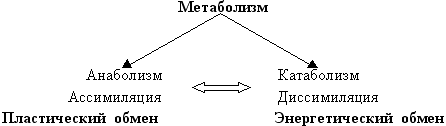 Метаболизм
Анаболизм Катаболизм
Ассимиляция Диссимиляция
Пластический обмен Энергетический обмен